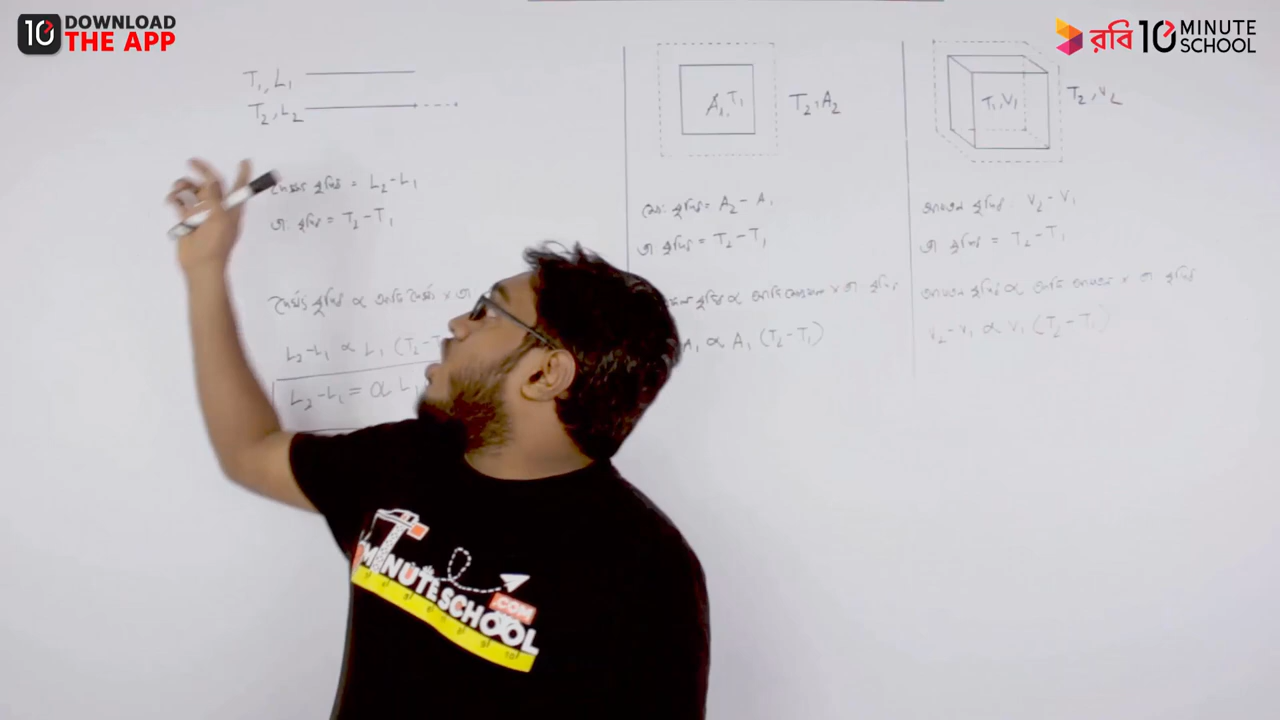 10 DOWNLOAD
THE APP
রবি 10 MINUTE
SCHOOL
T₁, L₁
T₂, L₂
দৈর্ঘ্য বৃদ্ধি = L₂-L₁
তা: বৃদ্ধি = T₂-T₁
দৈর্ঘ্য বৃদ্ধি ∝ আদি দৈর্ঘ্য × তা
L₂-L₁ ∝ L₁ (T₂-T
L₂-L₁ = α L₁
A₁, T₁
T₂, A₂
ক্ষে: বৃদ্ধি = A₂ - A₁
তা বৃদ্ধি = T₂-T₁
বৃদ্ধি ∝ আদি ক্ষেত্রফল × তা বৃদ্ধি
A₁ ∝ A₁ (T₂-T₁)
T₁, V₁
T₂, V₂
আয়তন বৃদ্ধি = V₂ - V₁
তা বৃদ্ধি = T₂-T₁
আয়তন বৃদ্ধি ∝ আদি আয়তন × তা বৃদ্ধি
V₂-V₁ ∝ V₁ (T₂-T₁)
MINUTE SCHOOL
.COM